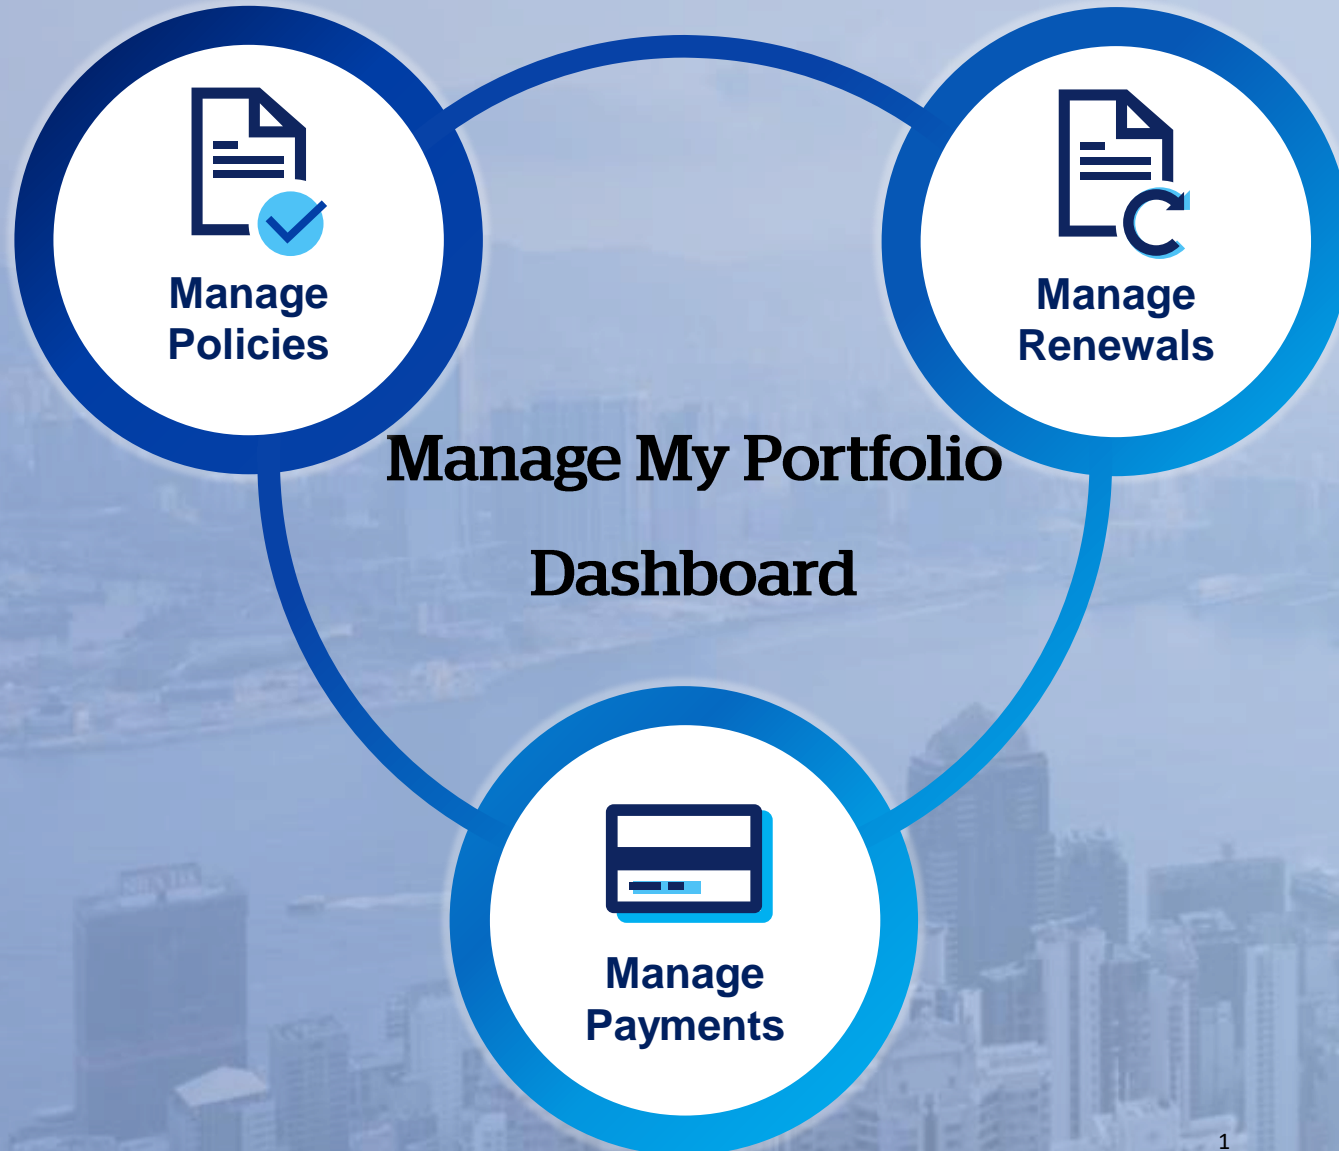 Manage
Policies
Manage
Renewals
Manage My Portfolio
Dashboard
Manage
Payments
1